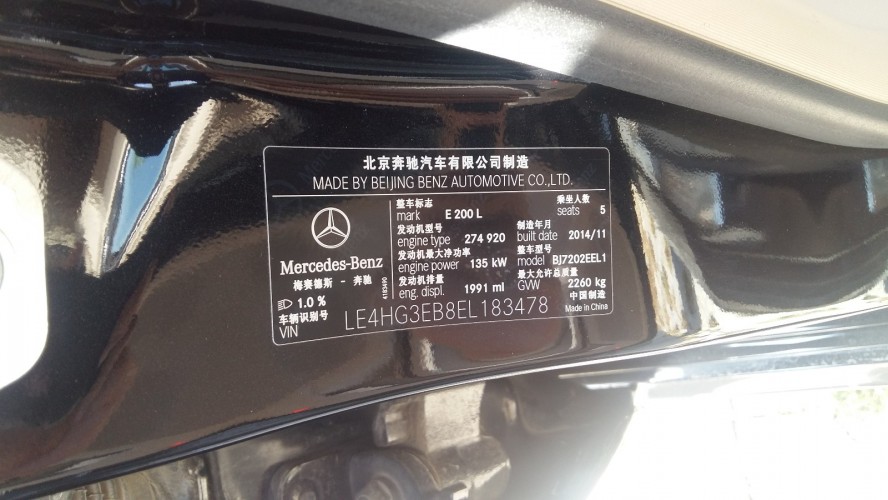 北京奔驰汽车有限公司制造
MADE BY BEIJING BENZ AUTOMOTIVE CO.,LTD.
Mercedes-Benz
梅赛德斯 - 奔驰
1.0 %
4183490
整车标志 乘坐人数
mark E 200 L seats 5
发动机型号 制造年月
engine type 274 920 built date 2014/11
发动机最大净功率 整车型号
engine power 135 kW model BJ7202EEL1
发动机排量 最大允许总质量
eng. displ. 1991 ml GVW 2260 kg
车辆识别号 中国制造
VIN LE4HG3EB8EL183478 Made in China